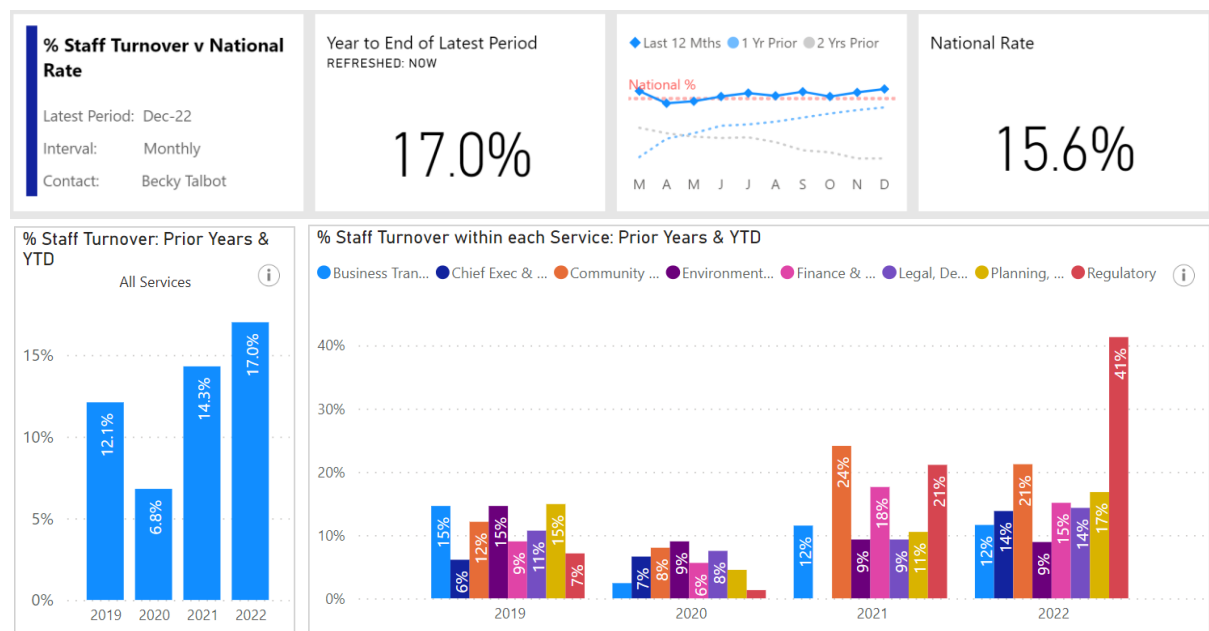 % Staff Turnover v National
Rate
Latest Period: Dec-22
Interval: Monthly
Contact: Becky Talbot
Year to End of Latest Period
REFRESHED: NOW
17.0%
Last 12 Mths 1 Yr Prior 2 Yrs Prior
National %
M A M J J A S O N D
National Rate
15.6%
% Staff Turnover: Prior Years &
YTD
All Services
15%
10%
5%
0%
12.1%
6.8%
14.3%
17.0%
2019 2020 2021 2022
% Staff Turnover within each Service: Prior Years & YTD
Business Tran... Chief Exec & ... Community ... Environment... Finance & ... Legal, De... Planning, ... Regulatory
40%
30%
20%
10%
0%
15% 6% 12% 15% 9% 11% 15% 7%
7% 8% 9% 6% 8%
12% 24% 9% 18% 9% 11% 21%
12% 14% 21% 9% 15% 14% 17% 41%
2019 2020 2021 2022